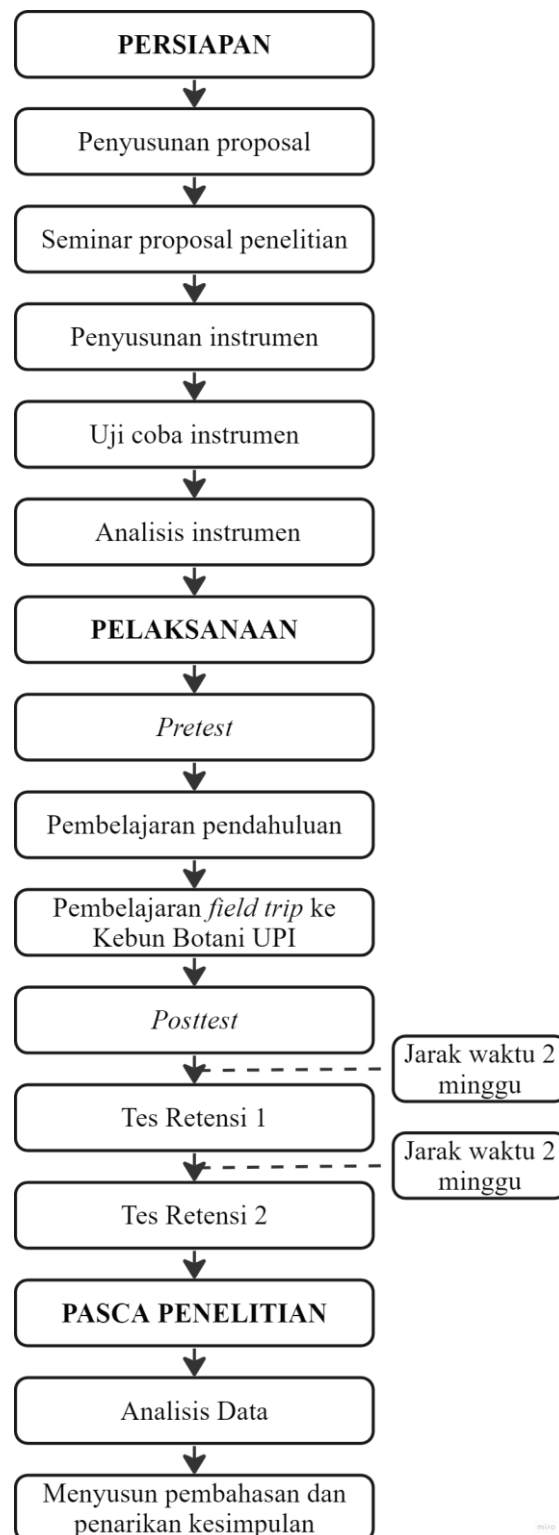 PERSIAPAN
Penyusunan proposal
Seminar proposal penelitian
Penyusunan instrumen
Uji coba instrumen
Analisis instrumen
PELAKSANAAN
Pretest
Pembelajaran pendahuluan
Pembelajaran field trip ke
Kebun Botani UPI
Posttest
Jarak waktu 2
minggu
Tes Retensi 1
Jarak waktu 2
minggu
Tes Retensi 2
PASCA PENELITIAN
Analisis Data
Menyusun pembahasan dan
penarikan kesimpulan
miro